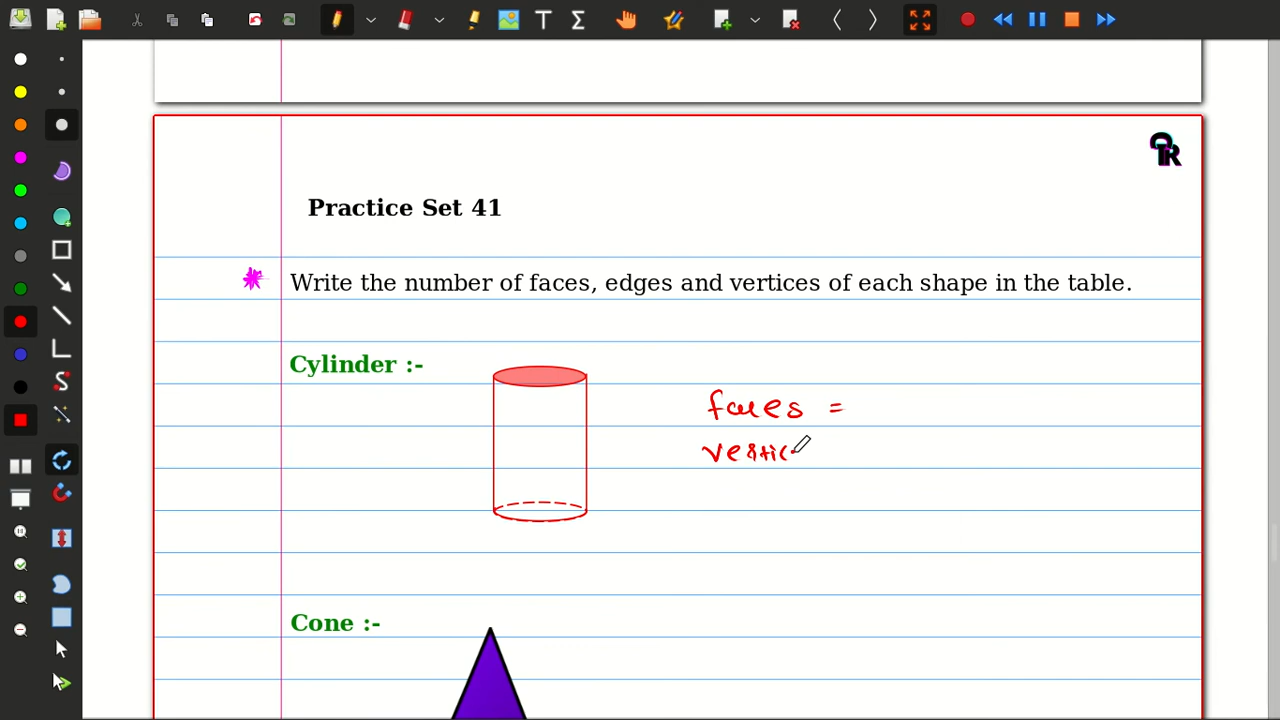 Practice Set 41
Write the number of faces, edges and vertices of each shape in the table.
Cylinder :-
faces =
vertic
Cone :-